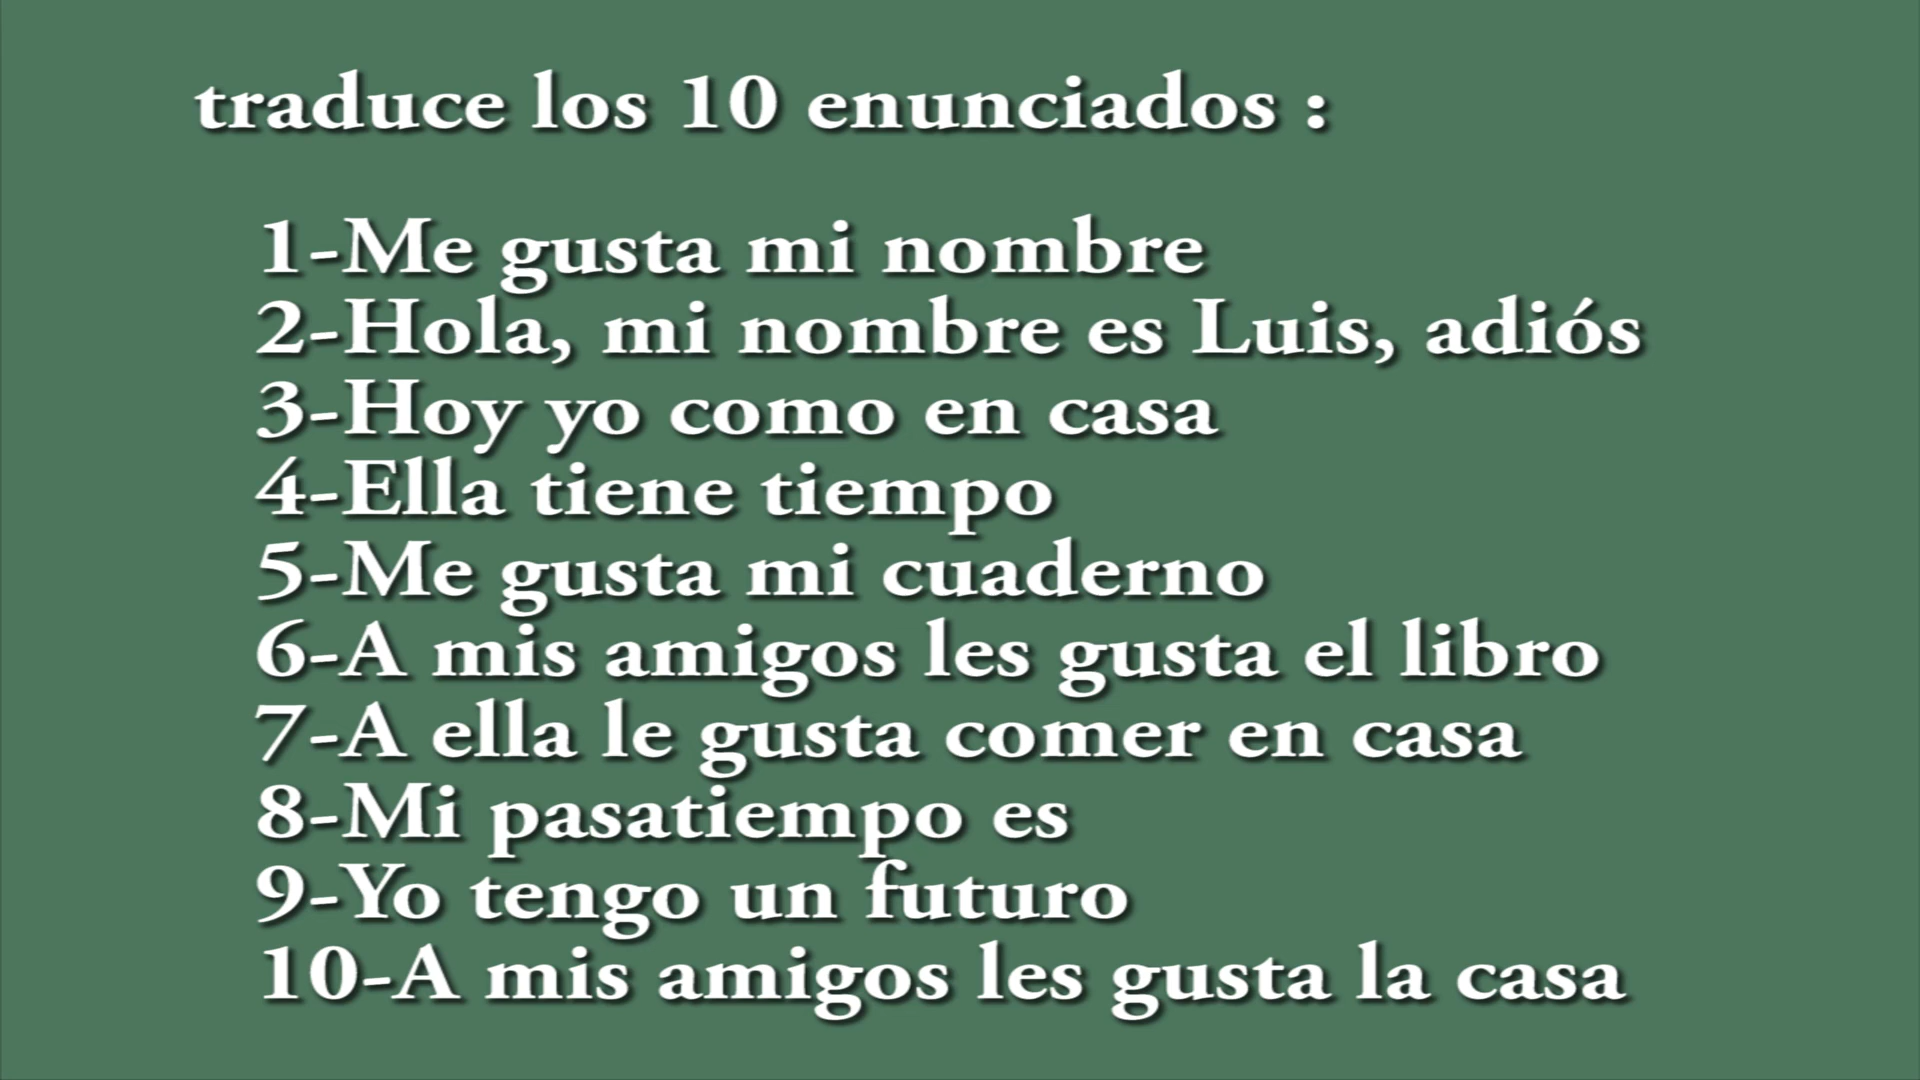 traduce los 10 enunciados :
1-Me gusta mi nombre
2-Hola, mi nombre es Luis, adiós
3-Hoy yo como en casa
4-Ella tiene tiempo
5-Me gusta mi cuaderno
6-A mis amigos les gusta el libro
7-A ella le gusta comer en casa
8-Mi pasatiempo es
9-Yo tengo un futuro
10-A mis amigos les gusta la casa